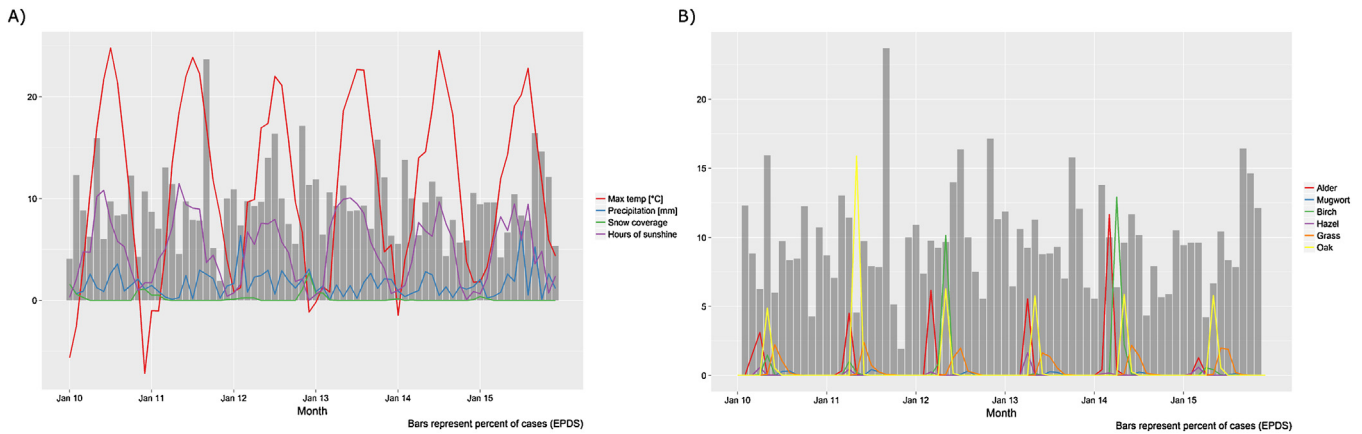 A)
20
10
0
Jan 10 Jan 11 Jan 12 Jan 13 Jan 14 Jan 15
Month
Bars represent percent of cases (EPDS)
Max temp [°C]
Precipitation [mm]
Snow coverage
Hours of sunshine
B)
20
15
10
5
0
Jan 10 Jan 11 Jan 12 Jan 13 Jan 14 Jan 15
Month
Bars represent percent of cases (EPDS)
Alder
Mugwort
Birch
Hazel
Grass
Oak